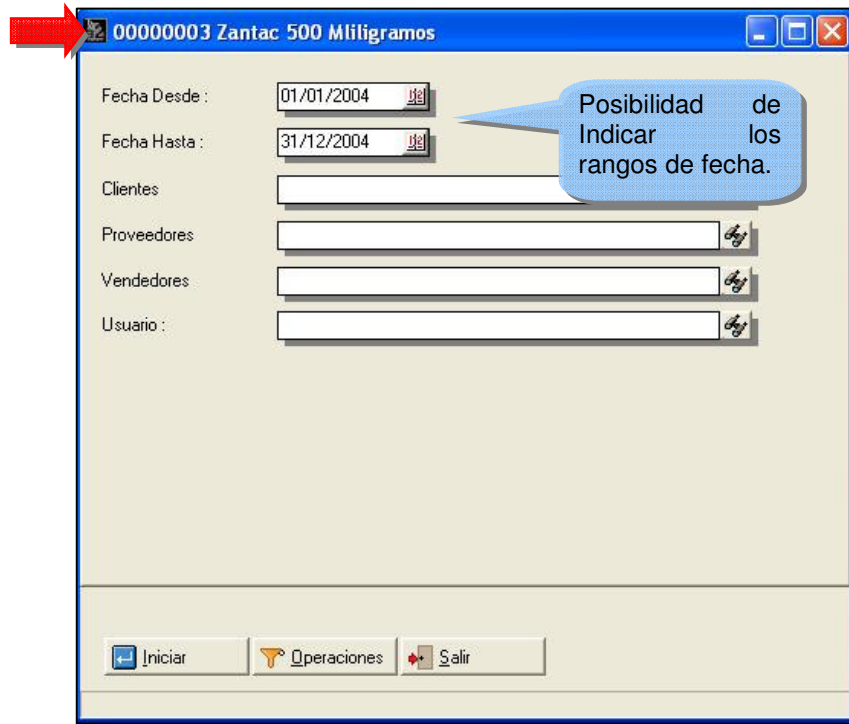 00000003 Zantac 500 Mliligramos
Fecha Desde :
01/01/2004
Posibilidad de
Indicar los
rangos de fecha.
Fecha Hasta :
31/12/2004
Clientes
Proveedores
Vendedores
Usuario :
Iniciar
Operaciones
Salir